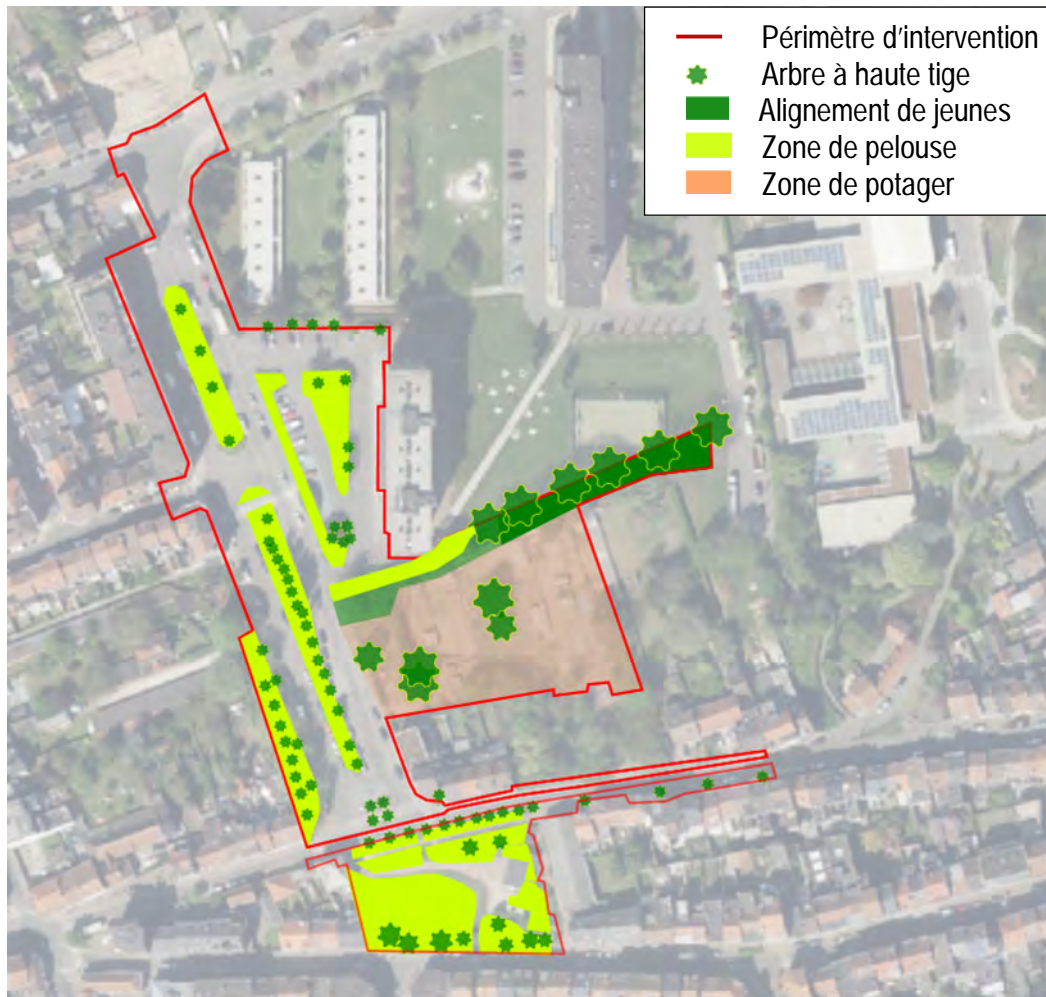 Périmètre d'intervention
Arbre à haute tige
Alignement de jeunes
Zone de pelouse
Zone de potager